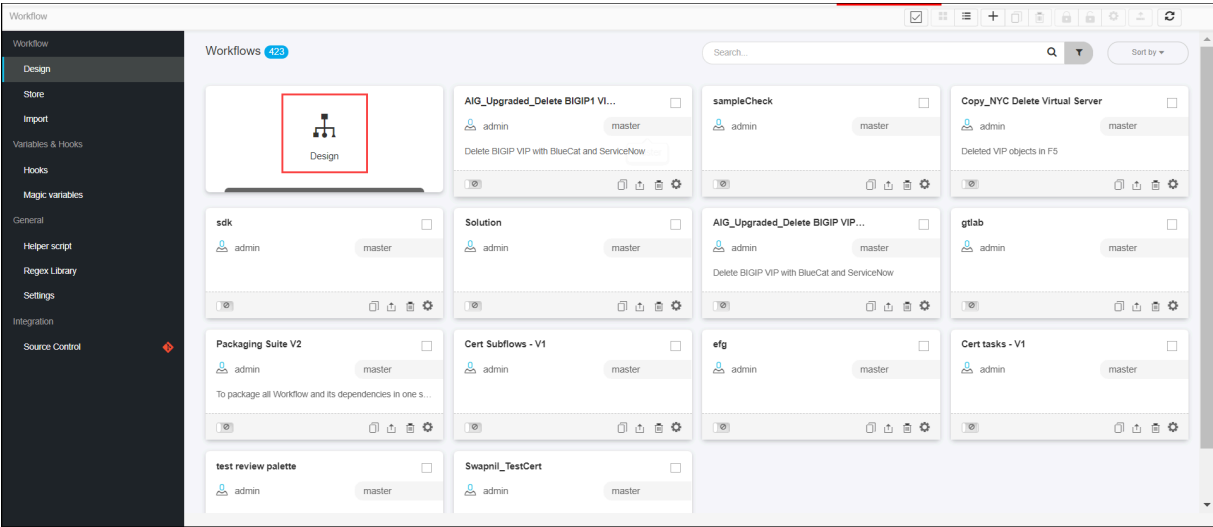 Workflow
Workflow
Design
Store
Import
Variables & Hooks
Hooks
Magic variables
General
Helper script
Regex Library
Settings
Integration
Source Control
Workflows 423
Search...
Sort by
Design
AIG_Upgraded_Delete BIGIP1 VI...
admin master
Delete BIGIP VIP with BlueCat and ServiceNow
sampleCheck
admin master
Copy_NYC Delete Virtual Server
admin master
Deleted VIP objects in F5
sdk
admin master
Solution
admin master
AIG_Upgraded_Delete BIGIP VIP...
admin master
Delete BIGIP VIP with BlueCat and ServiceNow
gtlab
admin master
Packaging Suite V2
admin master
To package all Workflow and its dependencies in one s...
Cert Subflows - V1
admin master
efg
admin master
Cert tasks - V1
admin master
test review palette
admin master
Swapnil_TestCert
admin master